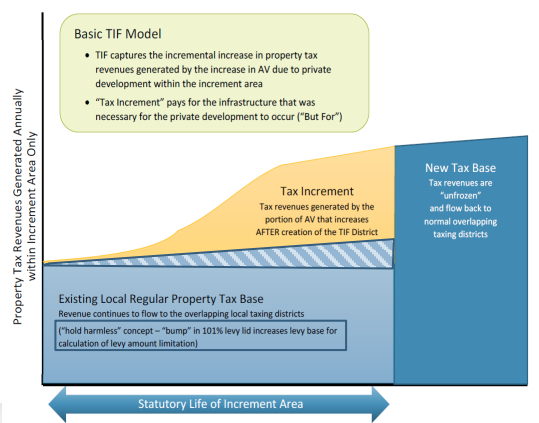 Basic TIF Model
• TIF captures the incremental increase in property tax
revenues generated by the increase in AV due to private
development within the increment area
• “Tax Increment” pays for the infrastructure that was
necessary for the private development to occur (“But For”)
Property Tax Revenues Generated Annually
within Increment Area Only
Tax Increment
Tax revenues generated by the
portion of AV that increases
AFTER creation of the TIF District
New Tax Base
Tax revenues are
“unfrozen”
and flow back to
normal overlapping
taxing districts
Existing Local Regular Property Tax Base
Revenue continues to flow to the overlapping local taxing districts
(“hold harmless” concept – “bump” in 101% levy lid increases levy base for
calculation of levy amount limitation)
Statutory Life of Increment Area